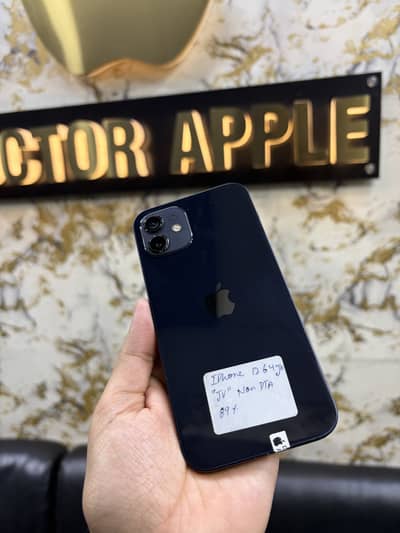 CTOR APPLE
IPhone 12 64gb
"JV" Non PTA
89%